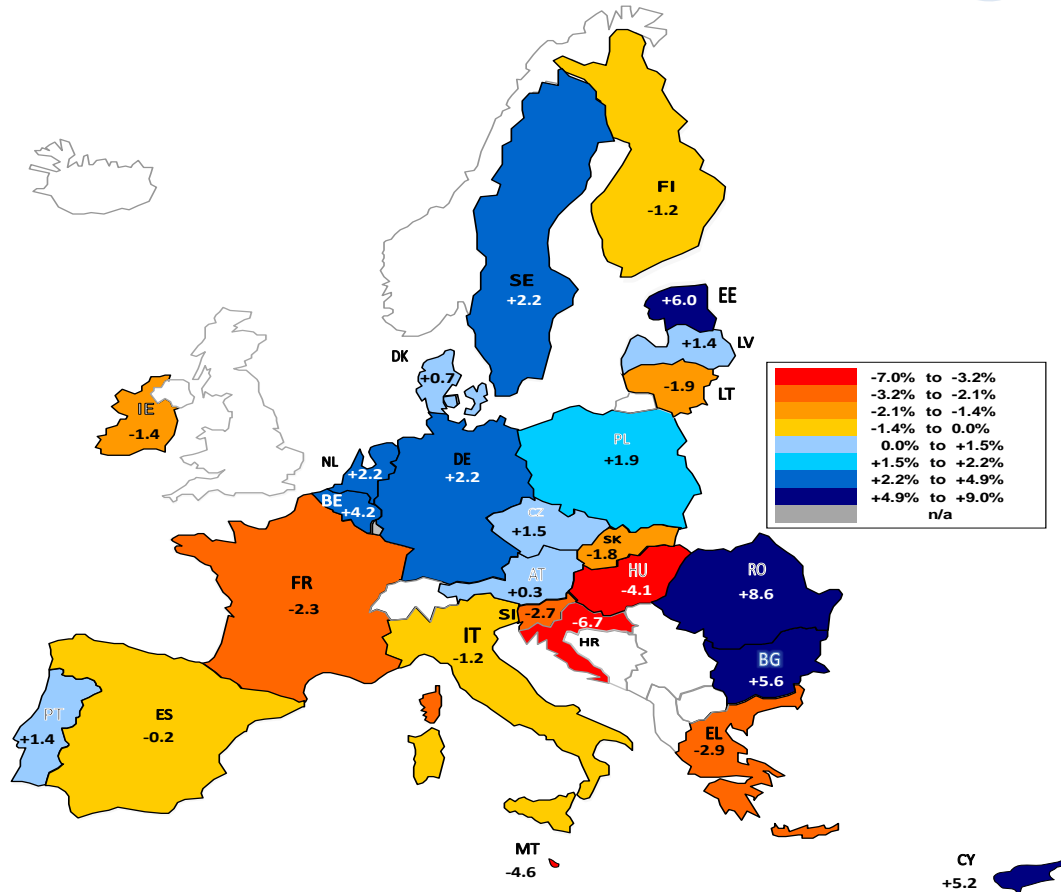 FI
-1.2
SE
+2.2
EE
+6.0
LV
+1.4
DK
+0.7
LT
-1.9
IE
-1.4
NL
+2.2
DE
+2.2
PL
+1.9
BE
+4.2
CZ
+1.5
SK
-1.8
AT
+0.3
HU
-4.1
RO
+8.6
FR
-2.3
SI
-2.7
HR
-6.7
IT
-1.2
BG
+5.6
PT
+1.4
ES
-0.2
EL
-2.9
MT
-4.6
CY
+5.2
-7.0% to -3.2%
-3.2% to -2.1%
-2.1% to -1.4%
-1.4% to 0.0%
0.0% to +1.5%
+1.5% to +2.2%
+2.2% to +4.9%
+4.9% to +9.0%
n/a